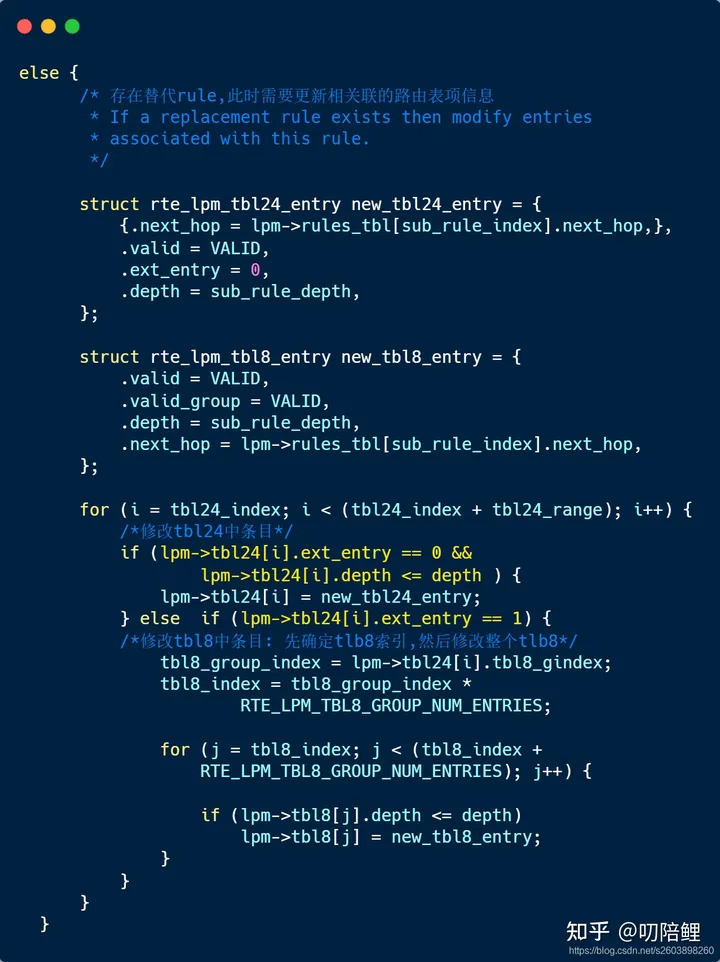 else {
/* 存在替代rule,此时需要更新相关联的路由表项信息
* If a replacement rule exists then modify entries
* associated with this rule.
*/
struct rte_lpm_tbl24_entry new_tbl24_entry = {
{.next_hop = lpm->rules_tbl[sub_rule_index].next_hop,},
.valid = VALID,
.ext_entry = 0,
.depth = sub_rule_depth,
};
struct rte_lpm_tbl8_entry new_tbl8_entry = {
.valid = VALID,
.valid_group = VALID,
.depth = sub_rule_depth,
.next_hop = lpm->rules_tbl[sub_rule_index].next_hop,
};
for (i = tbl24_index; i < (tbl24_index + tbl24_range); i++) {
/*修改tbl24中条目*/
if (lpm->tbl24[i].ext_entry == 0 &&
lpm->tbl24[i].depth <= depth ) {
lpm->tbl24[i] = new_tbl24_entry;
} else  if (lpm->tbl24[i].ext_entry == 1) {
/*修改tbl8中条目: 先确定tlb8索引,然后修改整个tlb8*/
tbl8_group_index = lpm->tbl24[i].tbl8_gindex;
tbl8_index = tbl8_group_index *
RTE_LPM_TBL8_GROUP_NUM_ENTRIES;
for (j = tbl8_index; j < (tbl8_index +
RTE_LPM_TBL8_GROUP_NUM_ENTRIES); j++) {
if (lpm->tbl8[j].depth <= depth)
lpm->tbl8[j] = new_tbl8_entry;
}
}
}
}
知乎 @叨陪鲤
https://blog.csdn.net/s2603898260